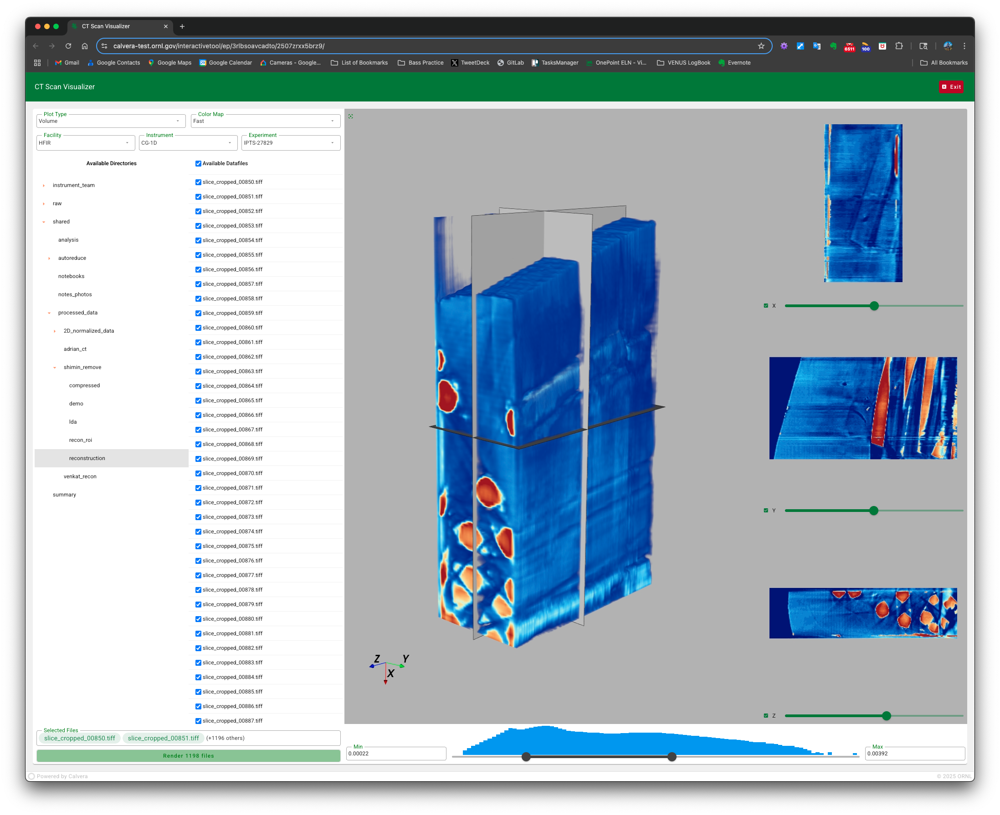 CT Scan Visualizer
calvera-test.ornl.gov/interactivetool/ep/3rlbsoavcadto/2507zrxx5brz9/
6511
100
Gmail
Google Contacts
Google Maps
Google Calendar
Cameras - Google...
List of Bookmarks
Bass Practice
TweetDeck
GitLab
TasksManager
OnePoint ELN - Vi...
VENUS LogBook
Evernote
All Bookmarks
CT Scan Visualizer
Exit
Plot Type
Volume
Color Map
Fast
Facility
HFIR
Instrument
CG-1D
Experiment
IPTS-27829
Available Directories
instrument_team
raw
shared
analysis
autoreduce
notebooks
notes_photos
processed_data
2D_normalized_data
adrian_ct
shimin_remove
compressed
demo
lda
recon_roi
reconstruction
venkat_recon
summary
Available Datafiles
slice_cropped_00850.tiff
slice_cropped_00851.tiff
slice_cropped_00852.tiff
slice_cropped_00853.tiff
slice_cropped_00854.tiff
slice_cropped_00855.tiff
slice_cropped_00856.tiff
slice_cropped_00857.tiff
slice_cropped_00858.tiff
slice_cropped_00859.tiff
slice_cropped_00860.tiff
slice_cropped_00861.tiff
slice_cropped_00862.tiff
slice_cropped_00863.tiff
slice_cropped_00864.tiff
slice_cropped_00865.tiff
slice_cropped_00866.tiff
slice_cropped_00867.tiff
slice_cropped_00868.tiff
slice_cropped_00869.tiff
slice_cropped_00870.tiff
slice_cropped_00871.tiff
slice_cropped_00872.tiff
slice_cropped_00873.tiff
slice_cropped_00874.tiff
slice_cropped_00875.tiff
slice_cropped_00876.tiff
slice_cropped_00877.tiff
slice_cropped_00878.tiff
slice_cropped_00879.tiff
slice_cropped_00880.tiff
slice_cropped_00881.tiff
slice_cropped_00882.tiff
slice_cropped_00883.tiff
slice_cropped_00884.tiff
slice_cropped_00885.tiff
slice_cropped_00886.tiff
slice_cropped_00887.tiff
Selected Files
slice_cropped_00850.tiff slice_cropped_00851.tiff (+1196 others)
Render 1198 files
Z Y
X
X
Y
Z
Min
0.00022
Max
0.00392
Powered by Calvera
© 2025 ORNL